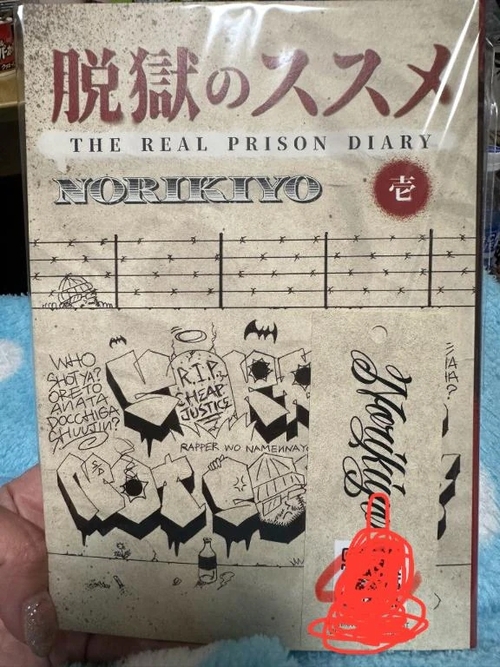 脱獄のススメ
THE REAL PRISON DIARY
NORIKIYO
壱
WHO
SHOT YA?
ORE TO
ANATA
DOCCHIGA
SHUUJIN?
R.I.P.
CHEAP
JUSTICE
RAPPER WO NAMENNAYO
Norikiyo